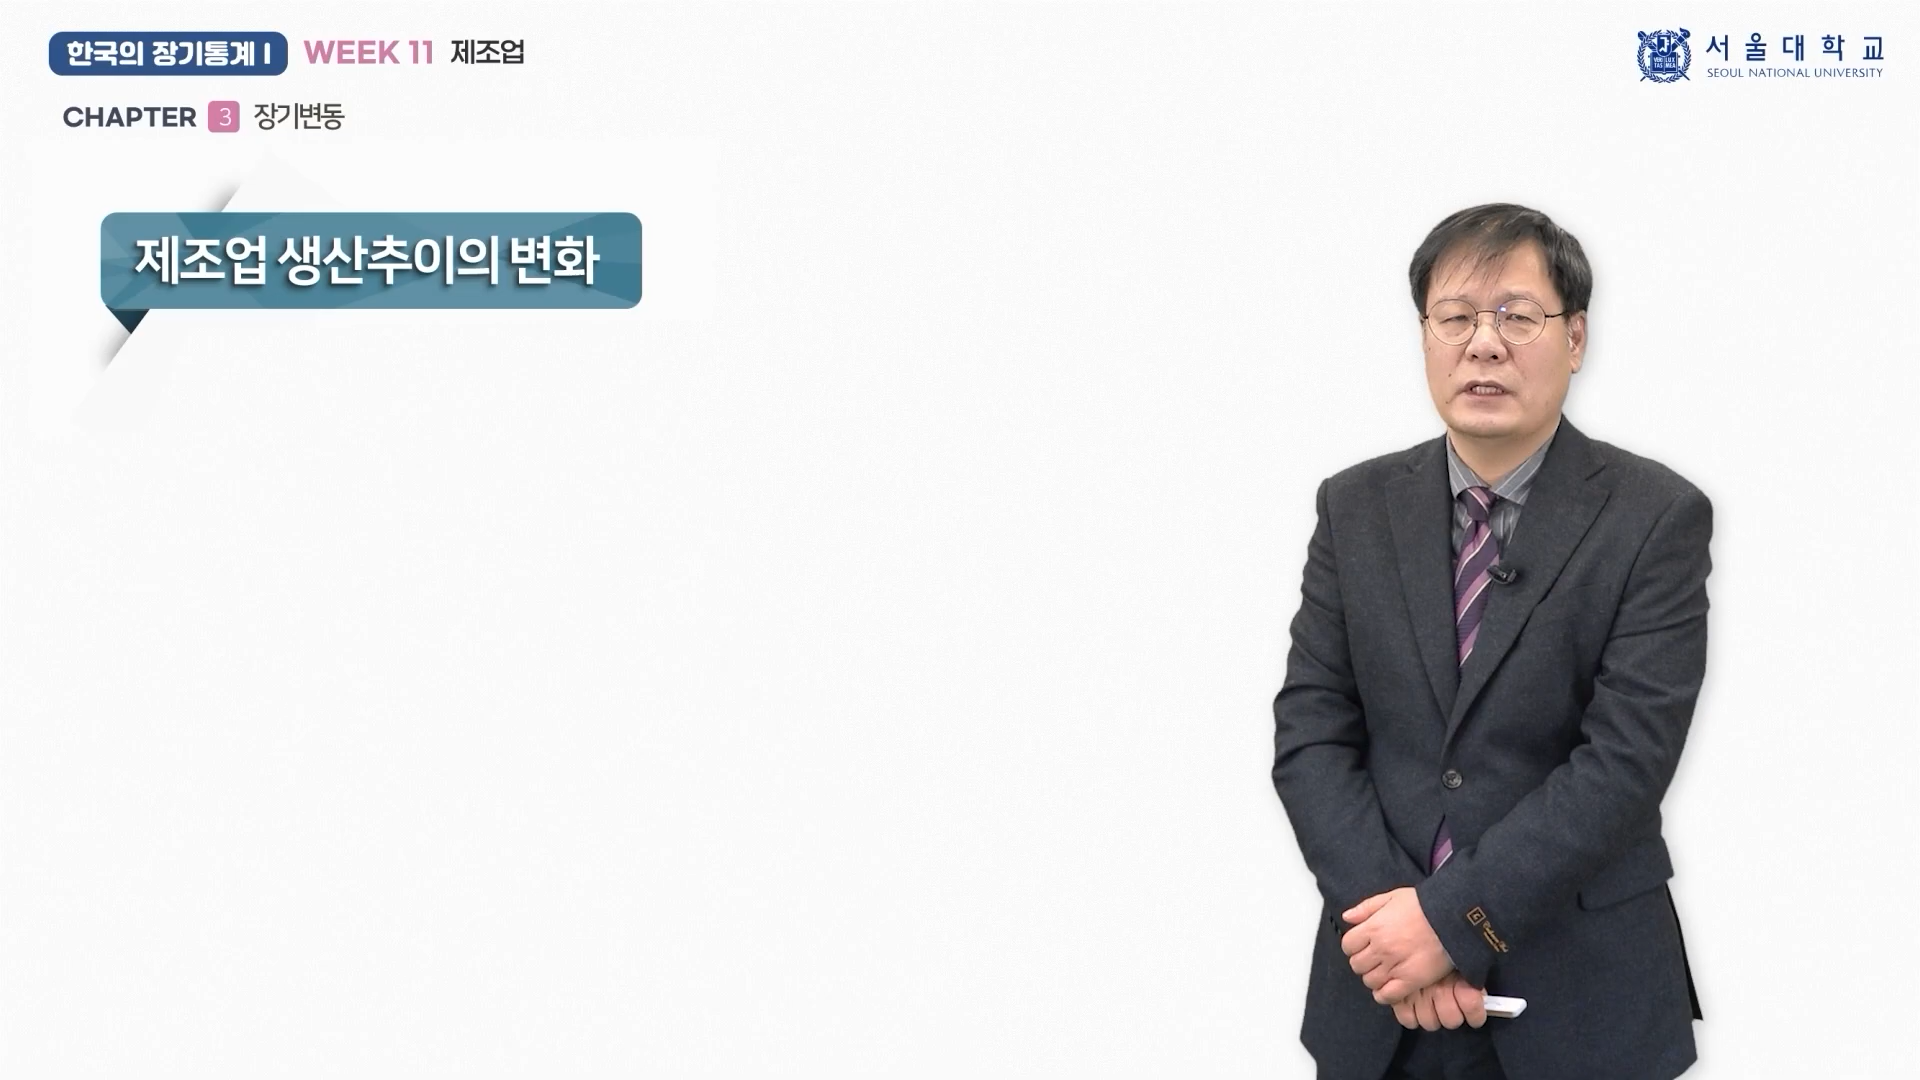 한국의 장기통계 I WEEK 11 제조업
서울대학교
SEOUL NATIONAL UNIVERSITY
CHAPTER 3 장기변동
제조업 생산추이의 변화